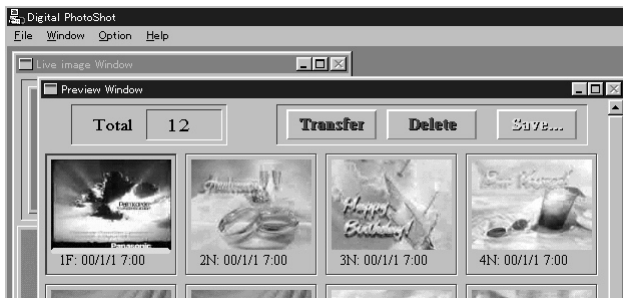 Digital PhotoShot
File Window Option Help
Live image Window
Preview Window
Total 12 Transfer Delete Save...
Panasonic
Happy Birthday!
1F: 00/1/1 7:00 2N: 00/1/1 7:00 3N: 00/1/1 7:00 4N: 00/1/1 7:00